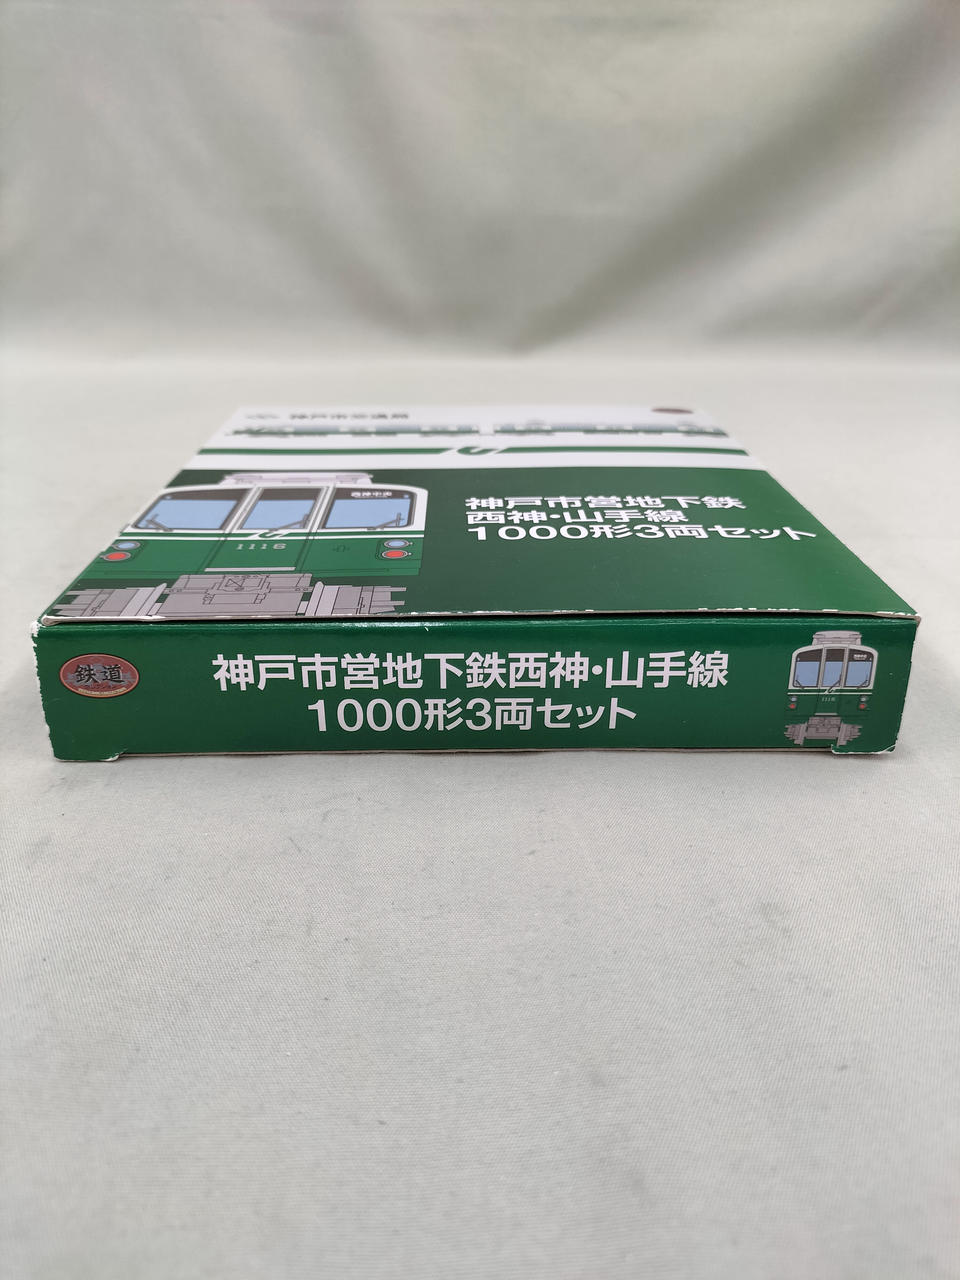 神戸市交通局
西神中央
1116
神戸市営地下鉄
西神・山手線
1000形3両セット
鉄道
神戸市営地下鉄西神・山手線
1000形3両セット
1116